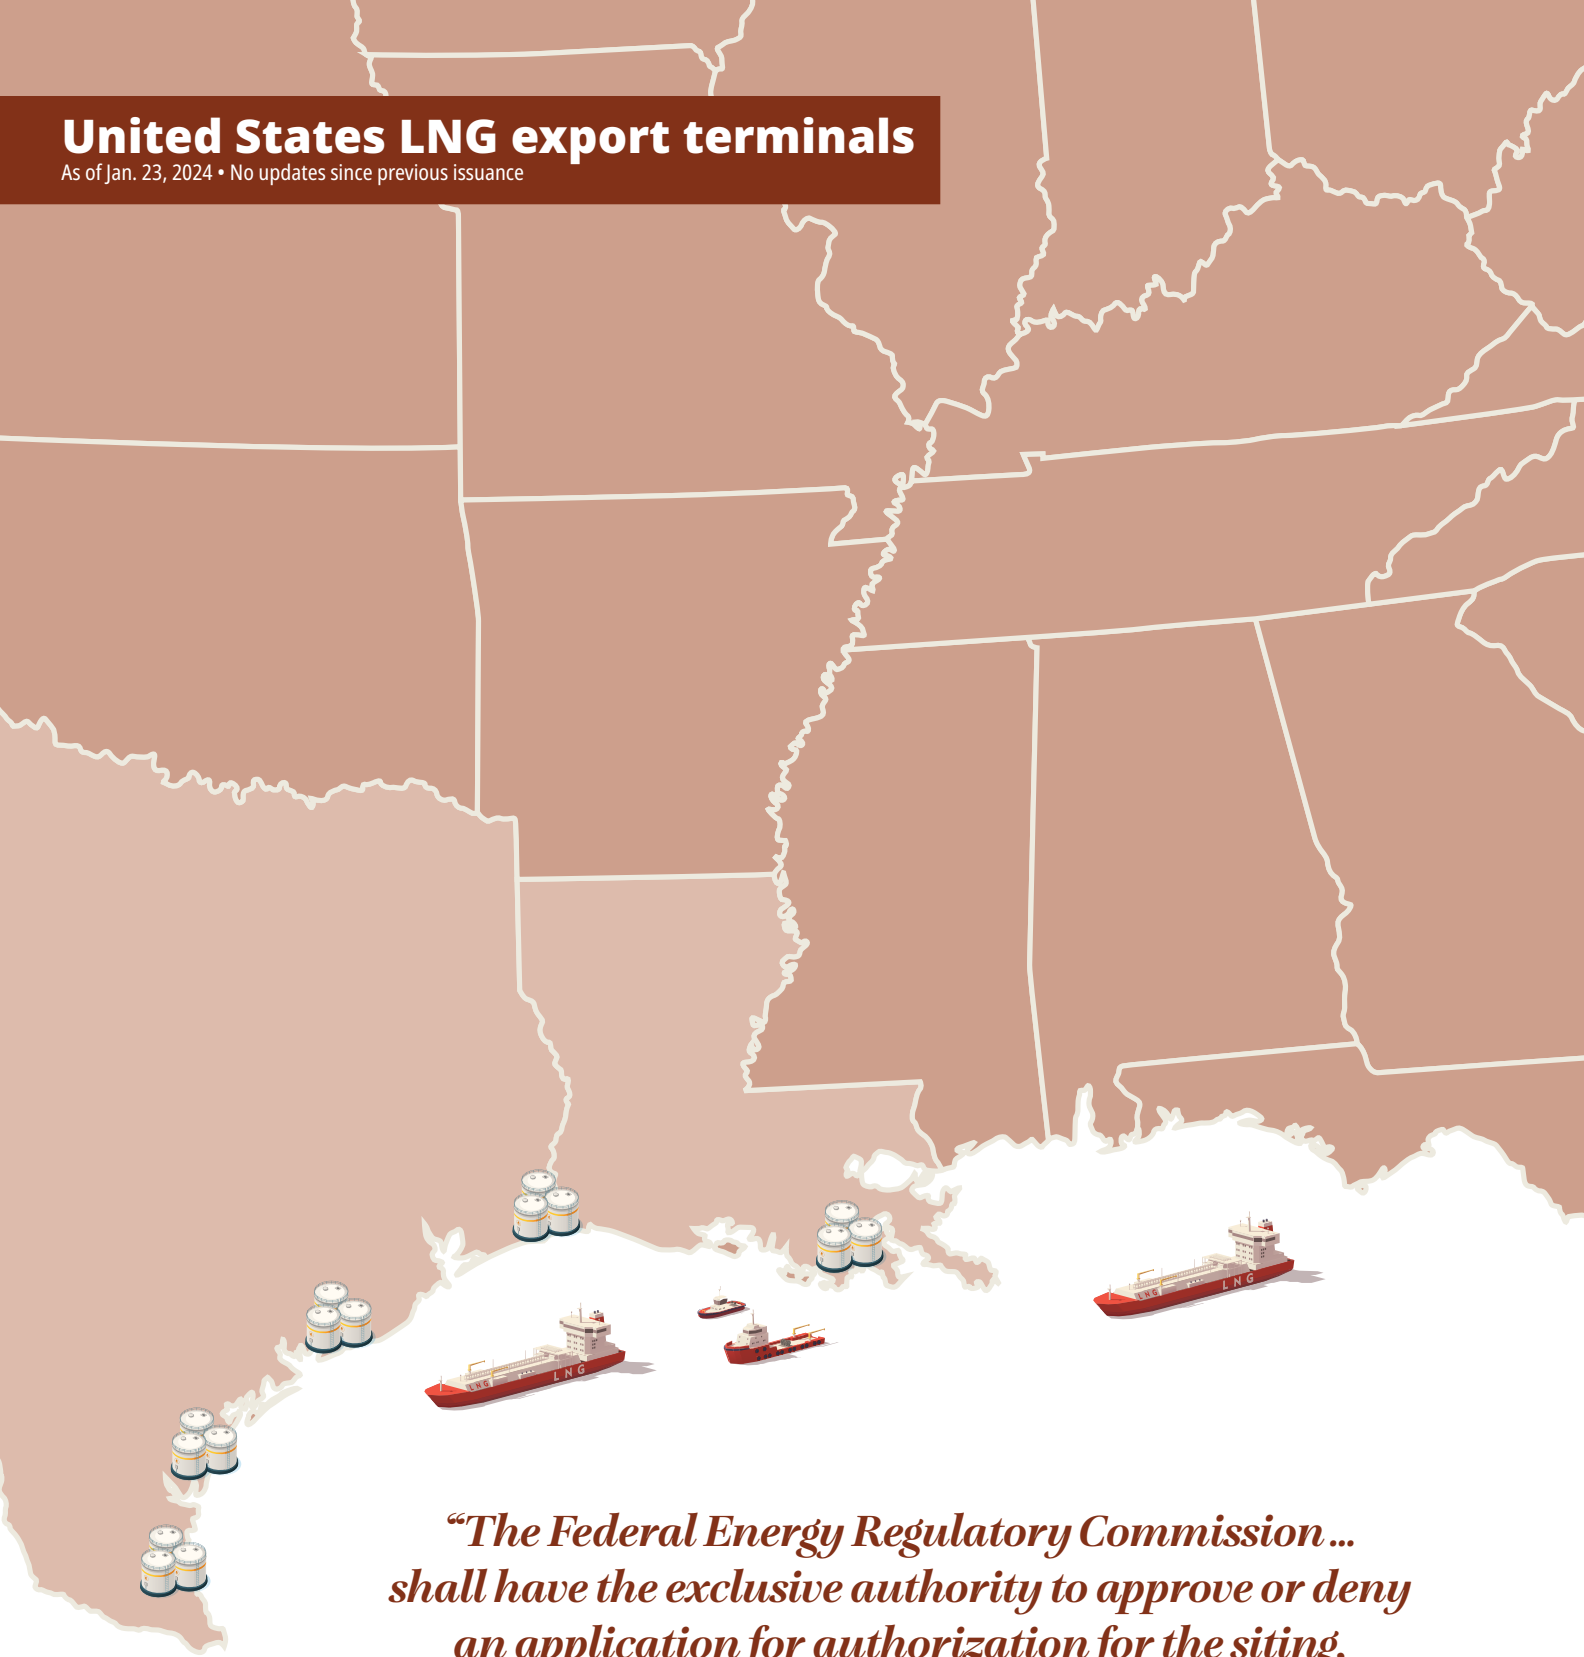 United States LNG export terminals
As of Jan. 23, 2024 • No updates since previous issuance
LNG
LNG
LNG
LNG
“The Federal Energy Regulatory Commission ...
shall have the exclusive authority to approve or deny
an application for authorization for the siting,